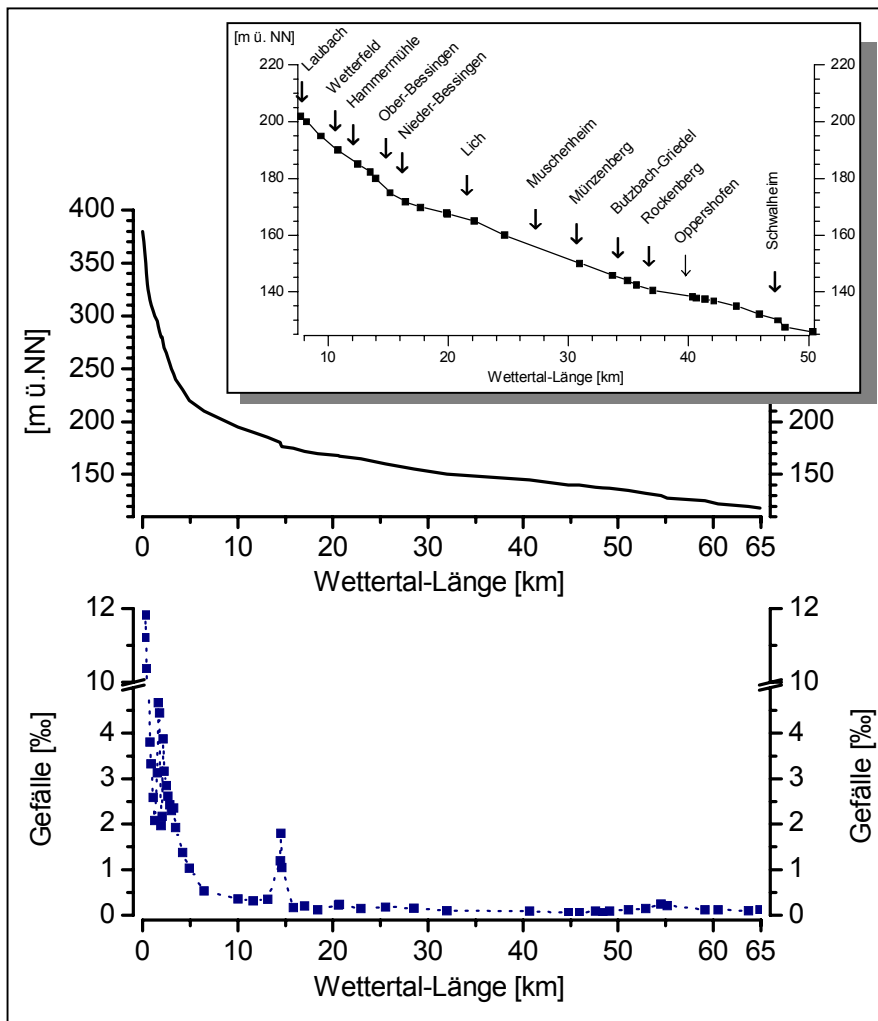 [m ü. NN]
220
200
180
160
140
220
200
180
160
140
Laubach
Wetterfeld
Hammermühle
Ober-Bessingen
Nieder-Bessingen
Lich
Muschenheim
Münzenberg
Butzbach-Griedel
Rockenberg
Oppershofen
Schwalheim
10 20 30 40 50
Wettertal-Länge [km]
400
350
300
250
200
150
[m ü.NN]
200
150
0 10 20 30 40 50 60 65
Wettertal-Länge [km]
12
10
4
3
2
1
0
Gefälle [‰]
12
10
4
3
2
1
0
Gefälle [‰]
0 10 20 30 40 50 60 65
Wettertal-Länge [km]